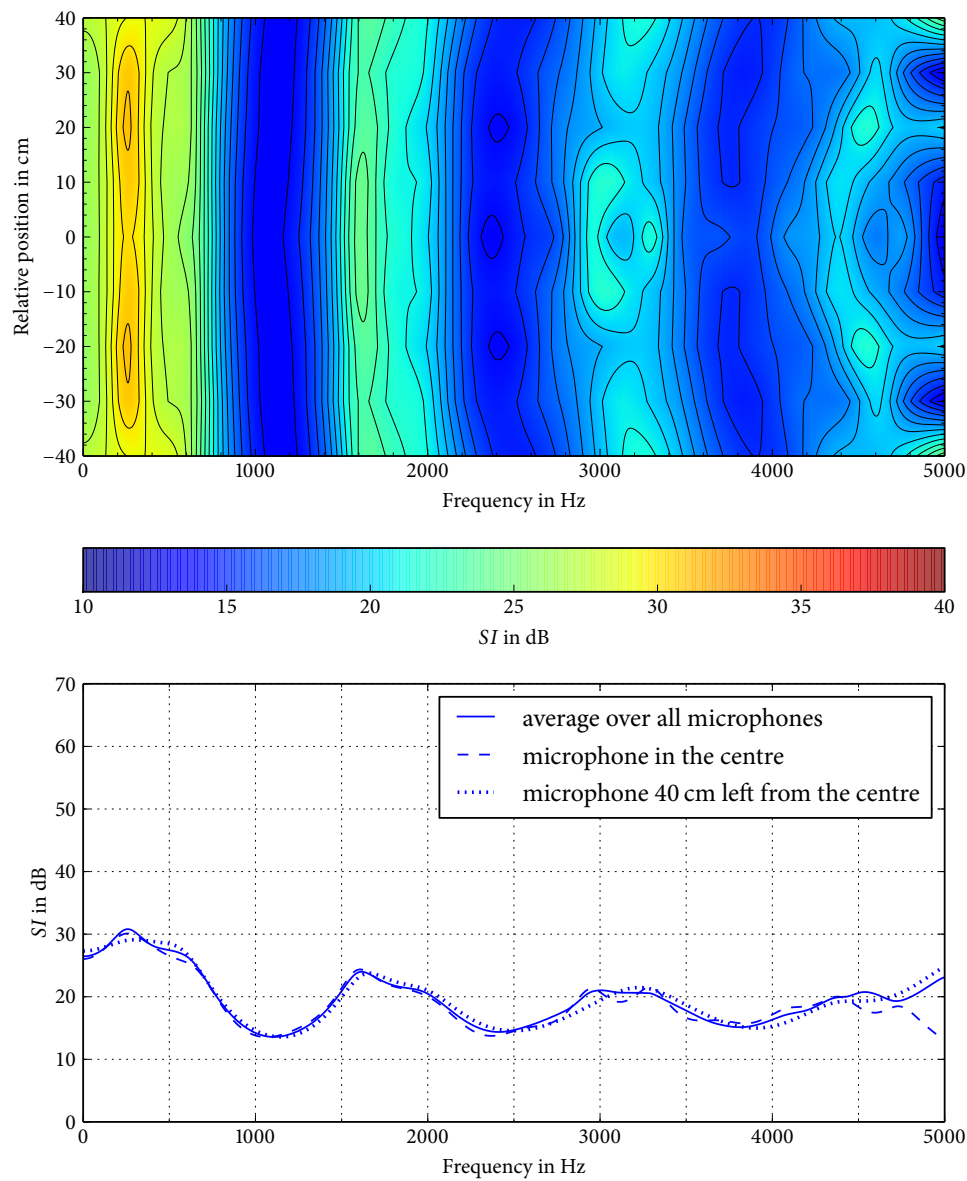 40
30
20
10
0
−10
−20
−30
−40
Relative position in cm
0 1000 2000 3000 4000 5000
Frequency in Hz
10 15 20 25 30 35 40
SI in dB
70
60
50
40
30
20
10
0
SI in dB
average over all microphones
microphone in the centre
microphone 40 cm left from the centre
0 1000 2000 3000 4000 5000
Frequency in Hz